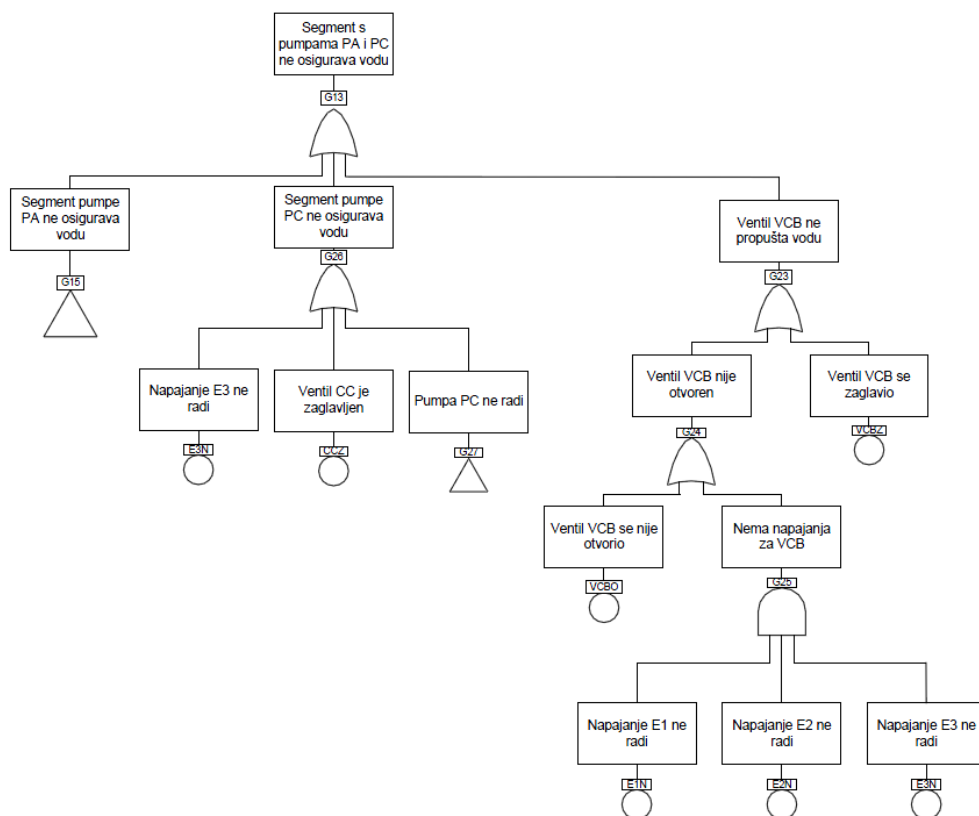 Segment s
pumpama PA i PC
ne osigurava vodu
G13
Segment pumpe
PA ne osigurava
vodu
G15
Segment pumpe
PC ne osigurava
vodu
G26
Ventil VCB ne
propušta vodu
G23
Napajanje E3 ne
radi
E3N
Ventil CC je
zaglavljen
CCZ
Pumpa PC ne radi
G27
Ventil VCB nije
otvoren
G24
Ventil VCB se
zaglavio
VCBZ
Ventil VCB se nije
otvorio
VCBO
Nema napajanja
za VCB
G25
Napajanje E1 ne
radi
E1N
Napajanje E2 ne
radi
E2N
Napajanje E3 ne
radi
E3N